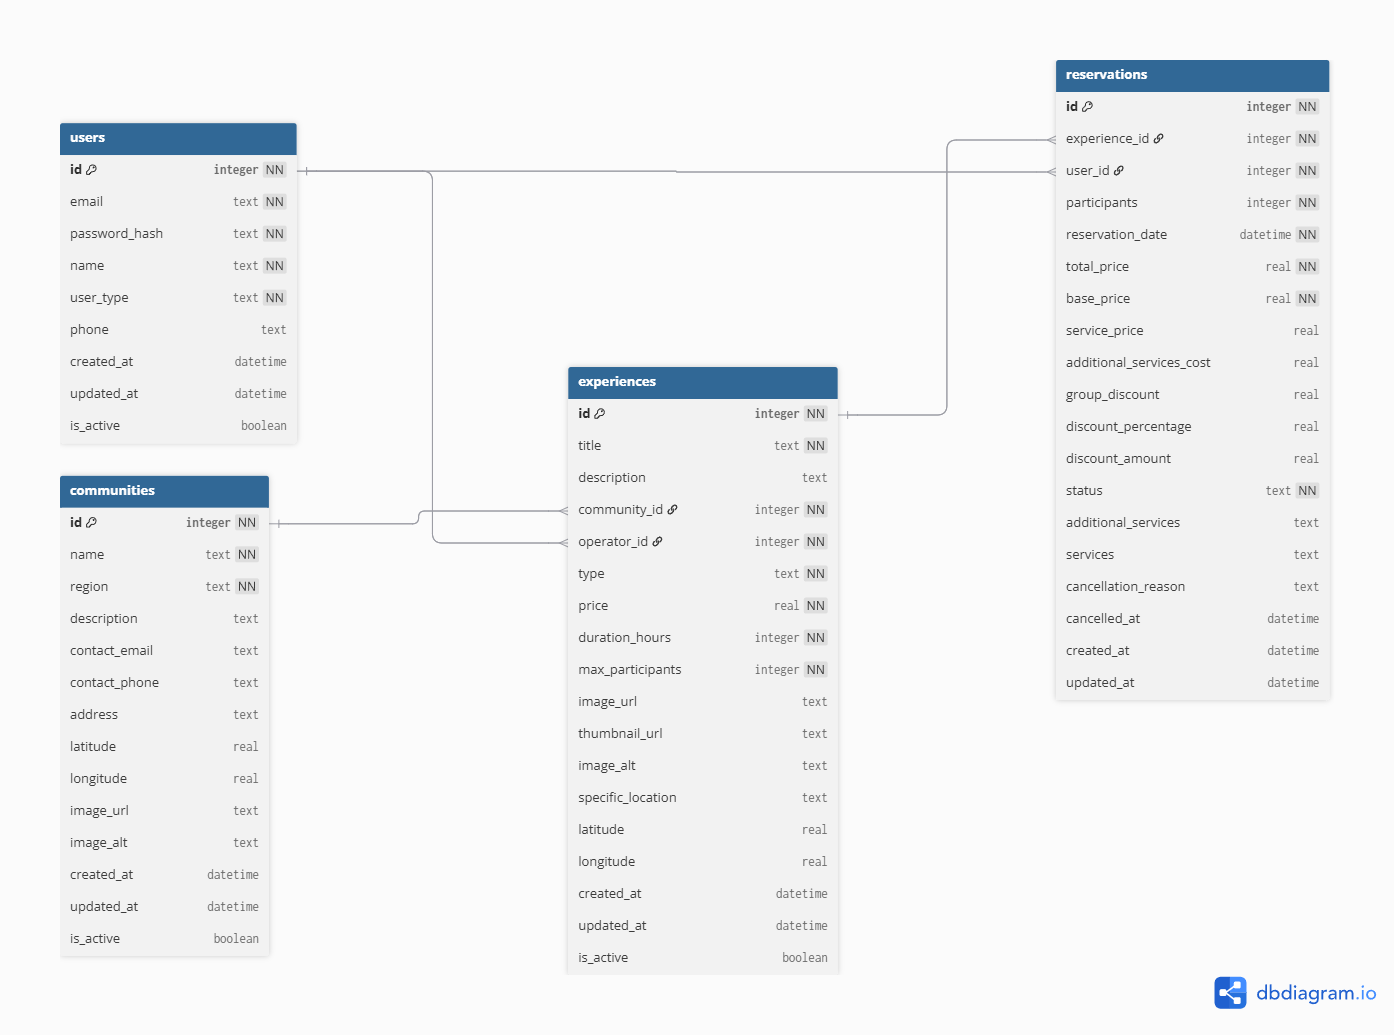 users
id integer NN
email text NN
password_hash text NN
name text NN
user_type text NN
phone text
created_at datetime
updated_at datetime
is_active boolean
communities
id integer NN
name text NN
region text NN
description text
contact_email text
contact_phone text
address text
latitude real
longitude real
image_url text
image_alt text
created_at datetime
updated_at datetime
is_active boolean
experiences
id integer NN
title text NN
description text
community_id integer NN
operator_id integer NN
type text NN
price real NN
duration_hours integer NN
max_participants integer NN
image_url text
thumbnail_url text
image_alt text
specific_location text
latitude real
longitude real
created_at datetime
updated_at datetime
is_active boolean
reservations
id integer NN
experience_id integer NN
user_id integer NN
participants integer NN
reservation_date datetime NN
total_price real NN
base_price real NN
service_price real
additional_services_cost real
group_discount real
discount_percentage real
discount_amount real
status text NN
additional_services text
services text
cancellation_reason text
cancelled_at datetime
created_at datetime
updated_at datetime
dbdiagram.io